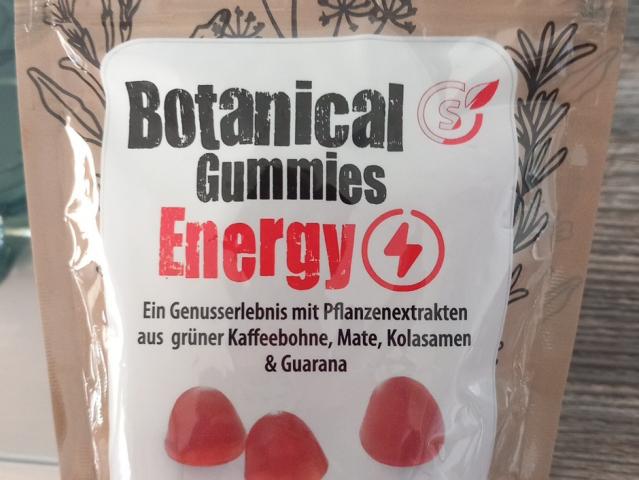 Botanical
S
Gummies
Energy
Ein Genusserlebnis mit Pflanzenextrakten
aus grüner Kaffeebohne, Mate, Kolasamen
& Guarana